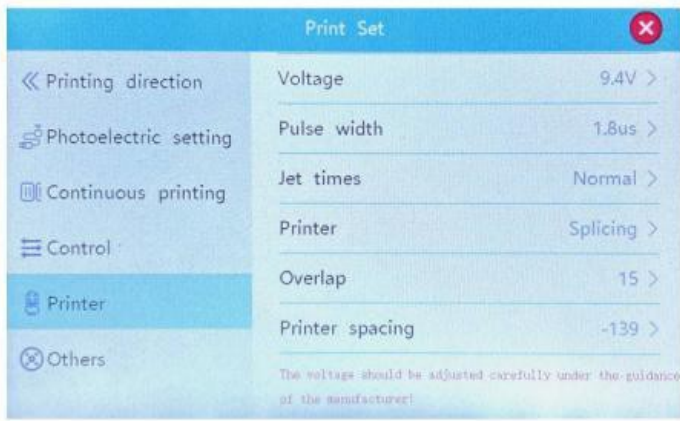 Print Set
Printing direction
Photoelectric setting
Continuous printing
Control
Printer
Others
Voltage 9.4V >
Pulse width 1.8us >
Jet times Normal >
Printer Splicing >
Overlap 15 >
Printer spacing -139 >
The voltage should be adjusted carefully under the guidance
of the manufacturer!